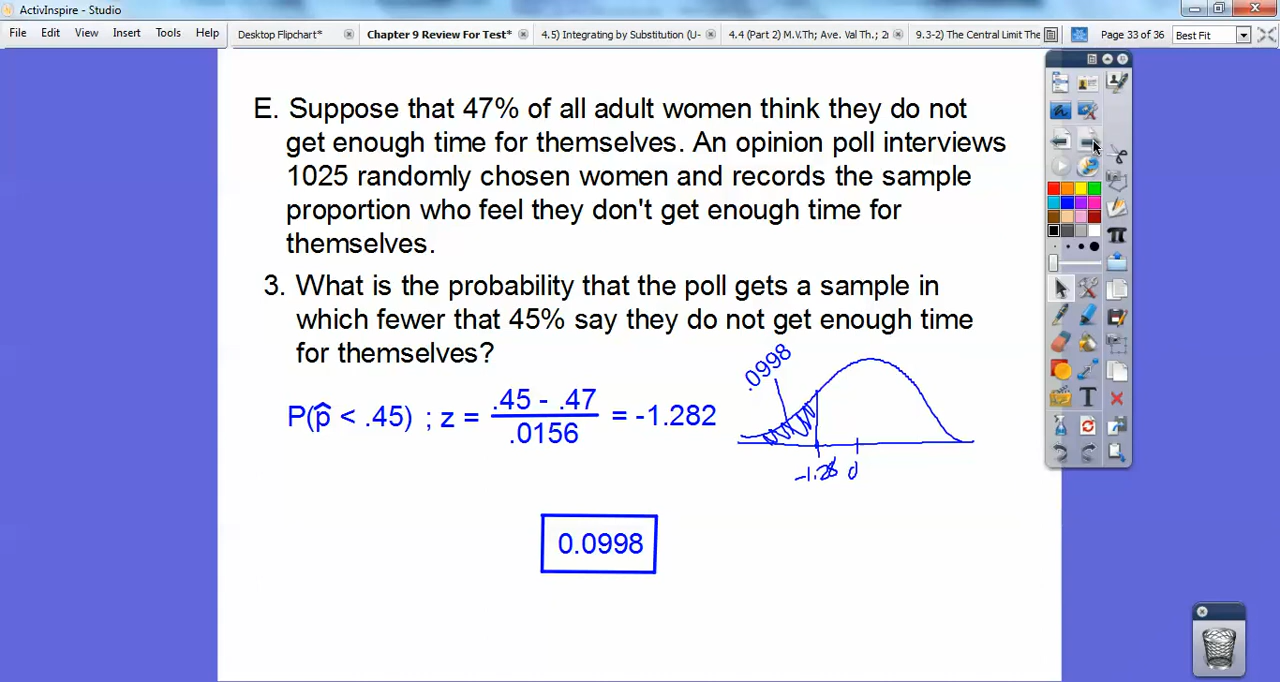 ActivInspire - Studio
File Edit View Insert Tools Help Desktop Flipchart* Chapter 9 Review For Test* 4.5) Integrating by Substitution (U- 4.4 (Part 2) M.V.Th; Ave. Val Th.; 2r 9.3-2) The Central Limit The Page 33 of 36 Best Fit
E. Suppose that 47% of all adult women think they do not
get enough time for themselves. An opinion poll interviews
1025 randomly chosen women and records the sample
proportion who feel they don't get enough time for
themselves.
3. What is the probability that the poll gets a sample in
which fewer that 45% say they do not get enough time
for themselves?
.0998
P(p̂ < .45) ; z = .45 - .47 / .0156 = -1.282
-1.28 0
0.0998